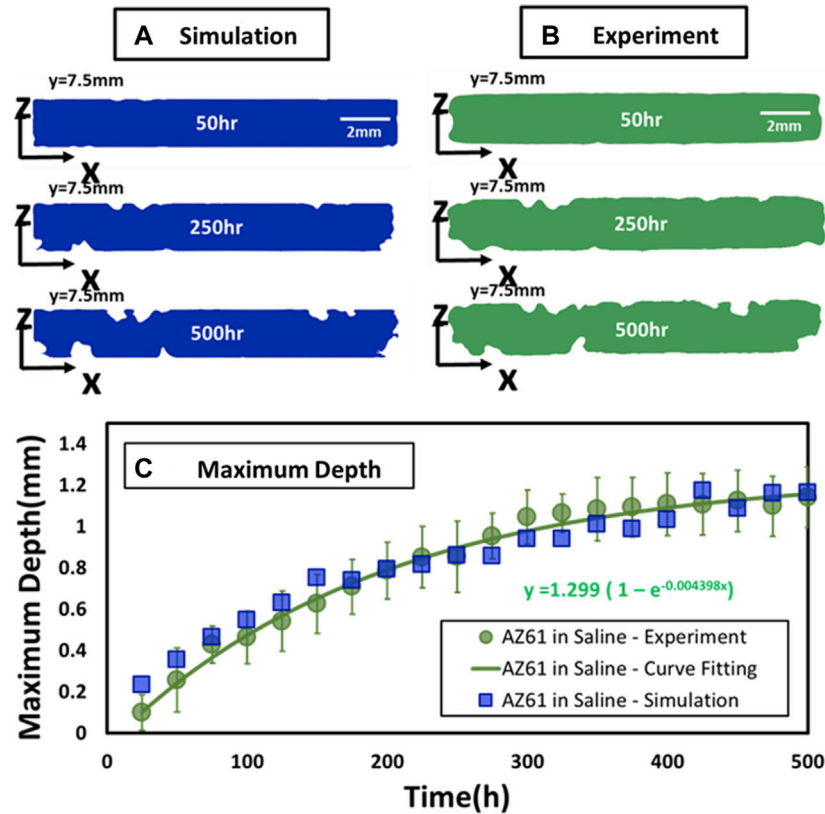 A Simulation
B Experiment
y=7.5mm
Z
50hr
2mm
X
y=7.5mm
Z
250hr
X
y=7.5mm
Z
500hr
X
y=7.5mm
Z
50hr
2mm
X
y=7.5mm
Z
250hr
X
y=7.5mm
Z
500hr
X
C Maximum Depth
Maximum Depth(mm)
1.4
1.2
1
0.8
0.6
0.4
0.2
0
y =1.299 ( 1 – e^-0.004398x)
AZ61 in Saline - Experiment
AZ61 in Saline - Curve Fitting
AZ61 in Saline - Simulation
0 100 200 300 400 500
Time(h)